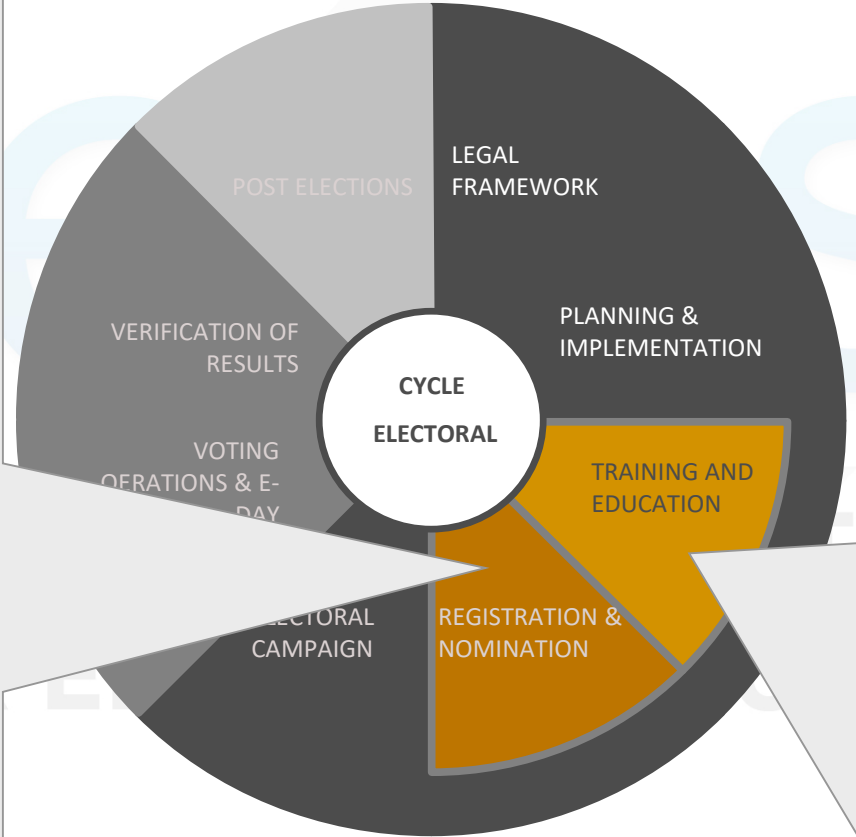 LEGAL
FRAMEWORK
PLANNING &
IMPLEMENTATION
TRAINING AND
EDUCATION
REGISTRATION &
NOMINATION
CAMPAIGN
VOTING
OERATIONS & E-
DAY
VERIFICATION OF
RESULTS
POST ELECTIONS
CYCLE
ELECTORAL